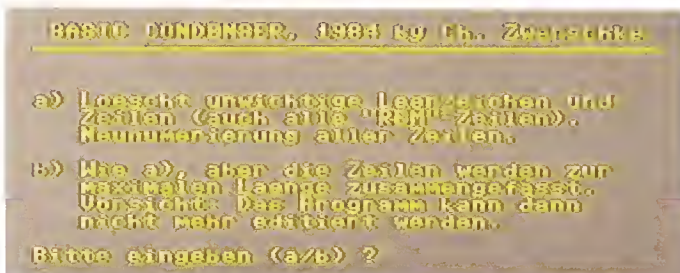 BASIC CONDENSER, 1984 by Ch. Zwerschke
a) Loescht unwichtige Leerzeichen und
Zeilen (auch alle "REM"-Zeilen).
Neunumerierung aller Zeilen.
b) Wie a), aber die Zeilen werden zur
maximalen Laenge zusammengefasst.
Vorsicht: Das Programm kann dann
nicht mehr editiert werden.
Bitte eingeben (a/b) ?